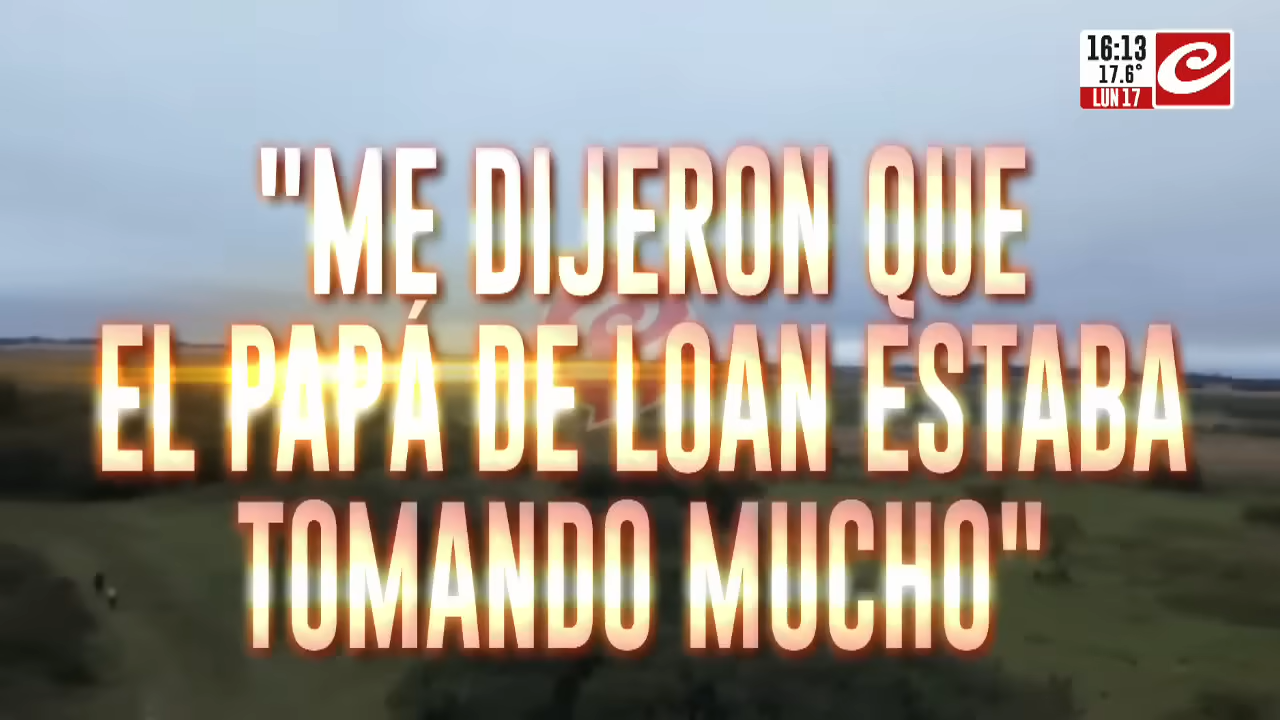 16:13
17.6°
LUN 17
"ME DIJERON QUE
EL PAPÁ DE LOAN ESTABA
TOMANDO MUCHO"